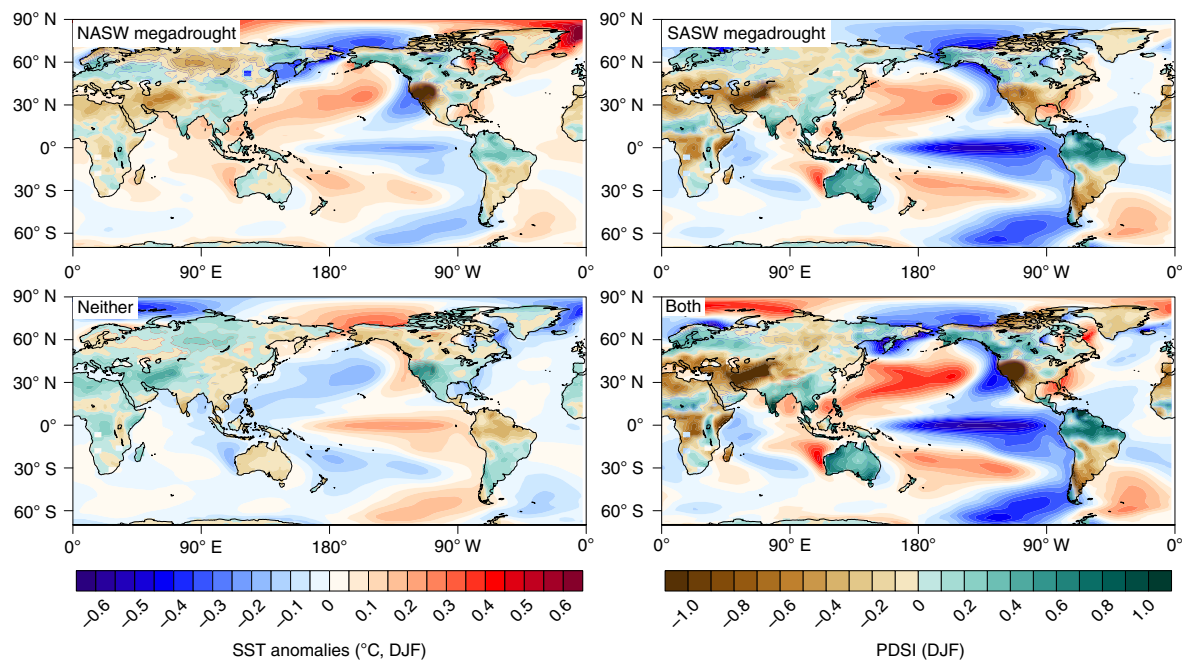 90° N
60° N
30° N
0°
30° S
60° S
NASW megadrought
0°
90° E
180°
90° W
0°
90° N
60° N
30° N
0°
30° S
60° S
SASW megadrought
0°
90° E
180°
90° W
0°
90° N
60° N
30° N
0°
30° S
60° S
Neither
0°
90° E
180°
90° W
0°
90° N
60° N
30° N
0°
30° S
60° S
Both
0°
90° E
180°
90° W
0°
–0.6 –0.5 –0.4 –0.3 –0.2 –0.1 0 0.1 0.2 0.3 0.4 0.5 0.6
SST anomalies (°C, DJF)
–1.0 –0.8 –0.6 –0.4 –0.2 0 0.2 0.4 0.6 0.8 1.0
PDSI (DJF)